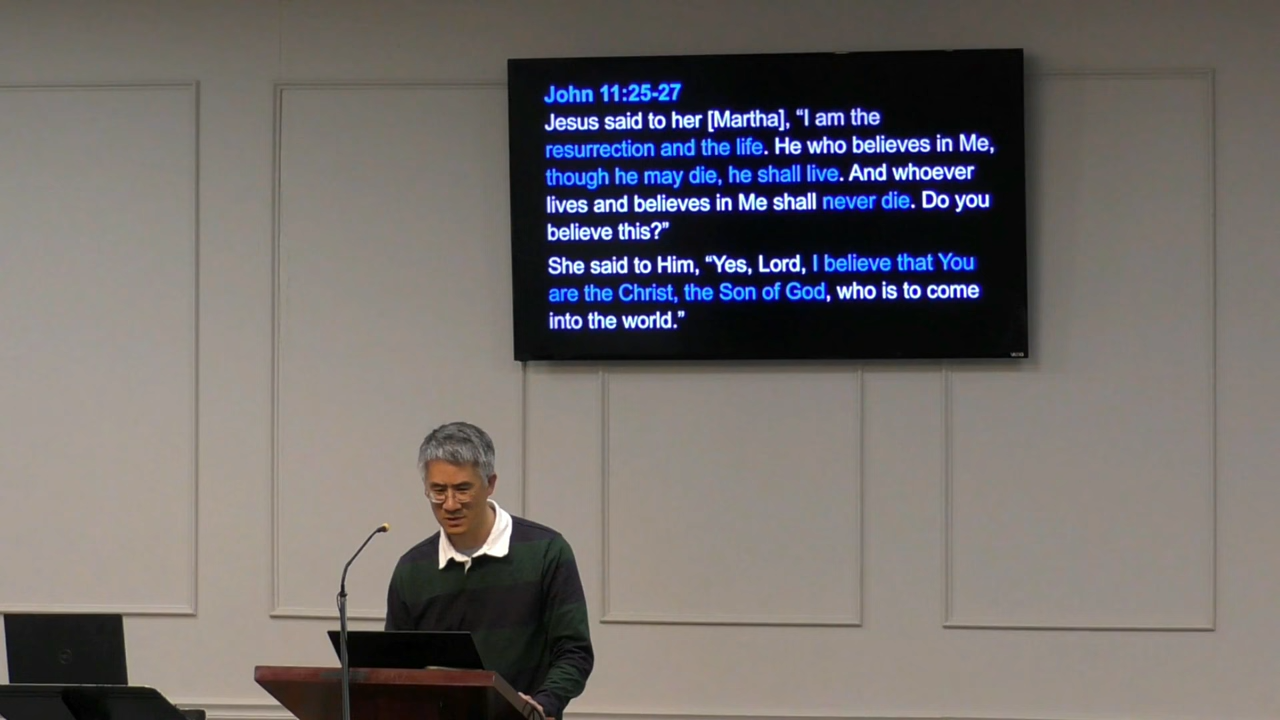 John 11:25-27
Jesus said to her [Martha], “I am the
resurrection and the life. He who believes in Me,
though he may die, he shall live. And whoever
lives and believes in Me shall never die. Do you
believe this?”
She said to Him, “Yes, Lord, I believe that You
are the Christ, the Son of God, who is to come
into the world.”